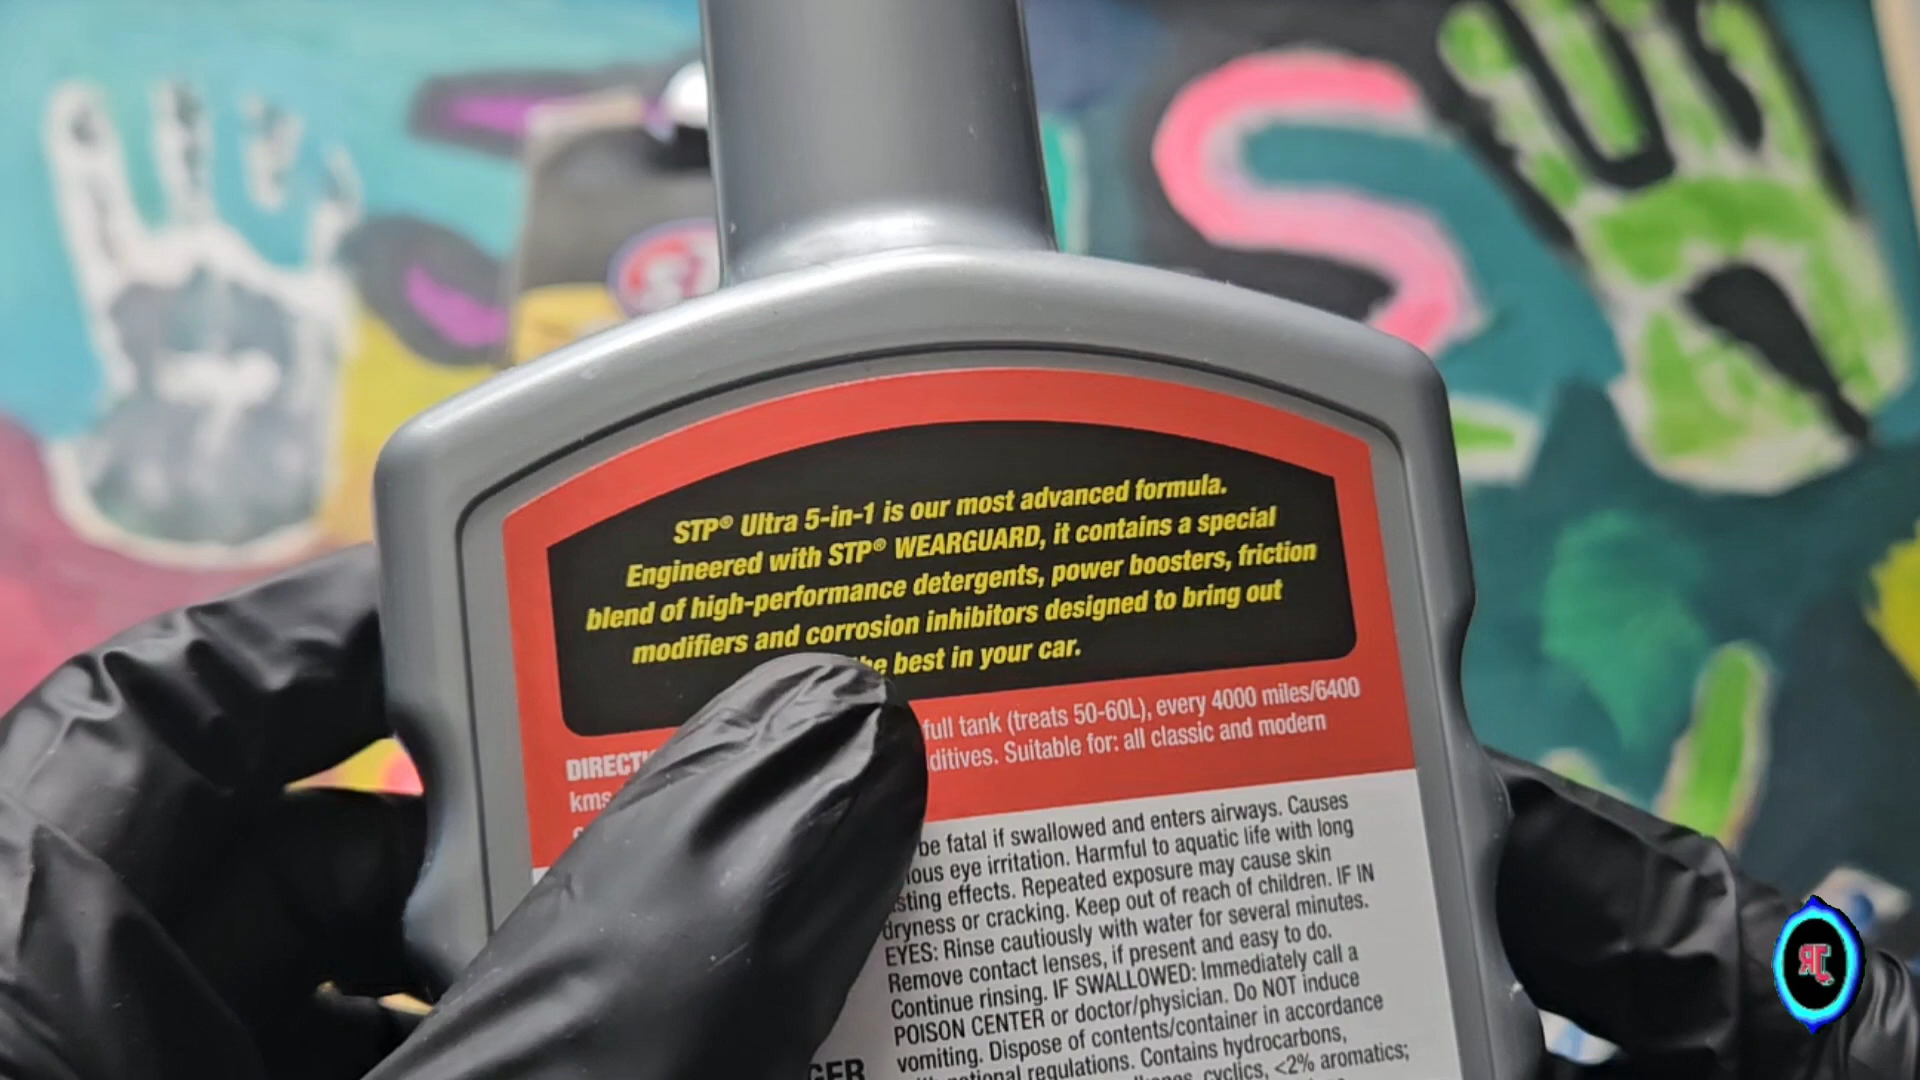 STP® Ultra 5-in-1 is our most advanced formula.
Engineered with STP® WEARGUARD, it contains a special
blend of high-performance detergents, power boosters, friction
modifiers and corrosion inhibitors designed to bring out
best in your car.
full tank (treats 50-60L), every 4000 miles/6400
kms
Suitable for: all classic and modern
be fatal if swallowed and enters airways. Causes
eye irritation. Harmful to aquatic life with long
effects. Repeated exposure may cause skin
dryness or cracking. Keep out of reach of children. IF IN
EYES: Rinse cautiously with water for several minutes.
Remove contact lenses, if present and easy to do.
Continue rinsing. IF SWALLOWED: Immediately call a
POISON CENTER or doctor/physician. Do NOT induce
vomiting. Dispose of contents/container in accordance
regulations. Contains hydrocarbons,
cyclics, <2% aromatics;